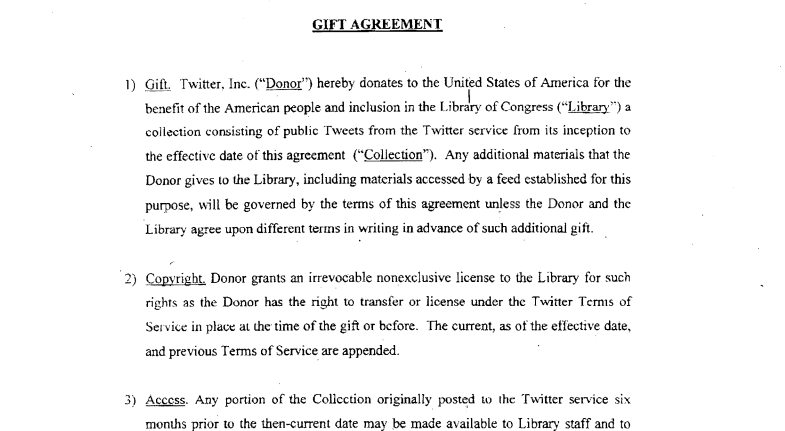 GIFT AGREEMENT
1) Gift. Twitter, Inc. (“Donor”) hereby donates to the United States of America for the
benefit of the American people and inclusion in the Library of Congress (“Library”) a
collection consisting of public Tweets from the Twitter service from its inception to
the effective date of this agreement (“Collection”). Any additional materials that the
Donor gives to the Library, including materials accessed by a feed established for this
purpose, will be governed by the terms of this agreement unless the Donor and the
Library agree upon different terms in writing in advance of such additional gift.
2) Copyright. Donor grants an irrevocable nonexclusive license to the Library for such
rights as the Donor has the right to transfer or license under the Twitter Terms of
Service in place at the time of the gift or before. The current, as of the effective date,
and previous Terms of Service are appended.
3) Access. Any portion of the Collection originally posted to the Twitter service six
months prior to the then-current date may be made available to Library staff and to